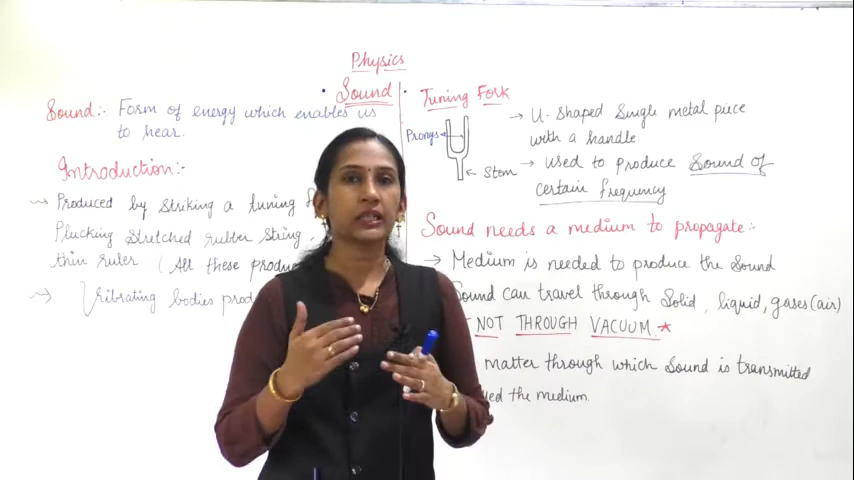 Physics
Sound
Sound:- Form of energy which enables us
to hear.
Introduction:-
Produced by striking a tuning
Plucking stretched rubber string,
thin ruler (All these
Vibrating bodies
Tuning Fork
Prongs
Stem
→ U-shaped single metal piece
with a handle
→ used to produce sound of
certain frequency
Sound needs a medium to propagate:-
→ Medium is needed to produce the sound
Sound can travel through solid, liquid, gases (air)
NOT THROUGH VACUUM.*
matter through which sound is transmitted
the medium.